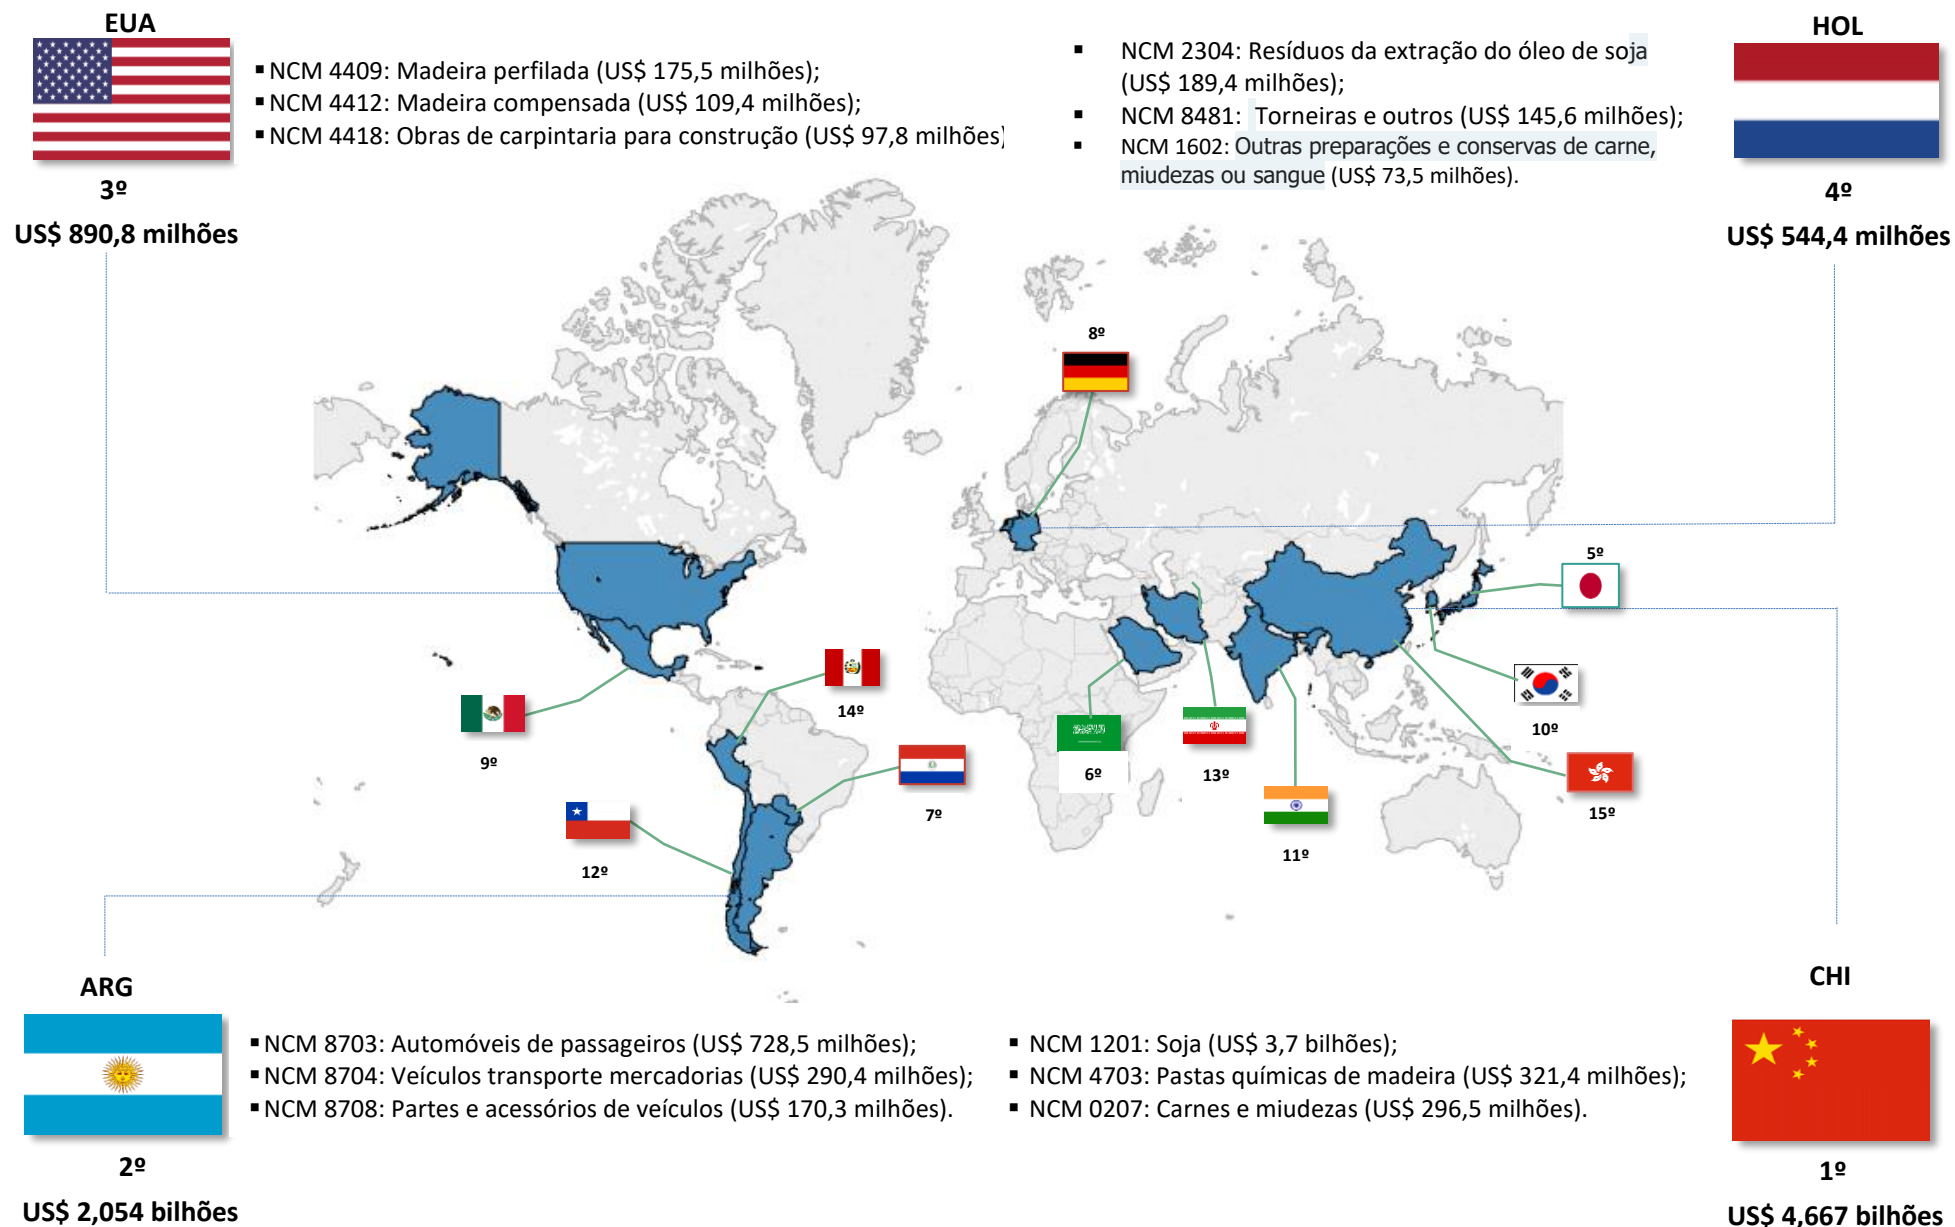 EUA
▪ NCM 4409: Madeira perfilada (US$ 175,5 milhões);
▪ NCM 4412: Madeira compensada (US$ 109,4 milhões);
▪ NCM 4418: Obras de carpintaria para construção (US$ 97,8 milhões)
3º
US$ 890,8 milhões
▪ NCM 2304: Resíduos da extração do óleo de soja
(US$ 189,4 milhões);
▪ NCM 8481: Torneiras e outros (US$ 145,6 milhões);
▪ NCM 1602: Outras preparações e conservas de carne,
miudezas ou sangue (US$ 73,5 milhões).
HOL
4º
US$ 544,4 milhões
8º
5º
14º
9º
10º
6º
13º
7º
15º
11º
12º
ARG
▪ NCM 8703: Automóveis de passageiros (US$ 728,5 milhões);
▪ NCM 8704: Veículos transporte mercadorias (US$ 290,4 milhões);
▪ NCM 8708: Partes e acessórios de veículos (US$ 170,3 milhões).
2º
US$ 2,054 bilhões
▪ NCM 1201: Soja (US$ 3,7 bilhões);
▪ NCM 4703: Pastas químicas de madeira (US$ 321,4 milhões);
▪ NCM 0207: Carnes e miudezas (US$ 296,5 milhões).
CHI
1º
US$ 4,667 bilhões